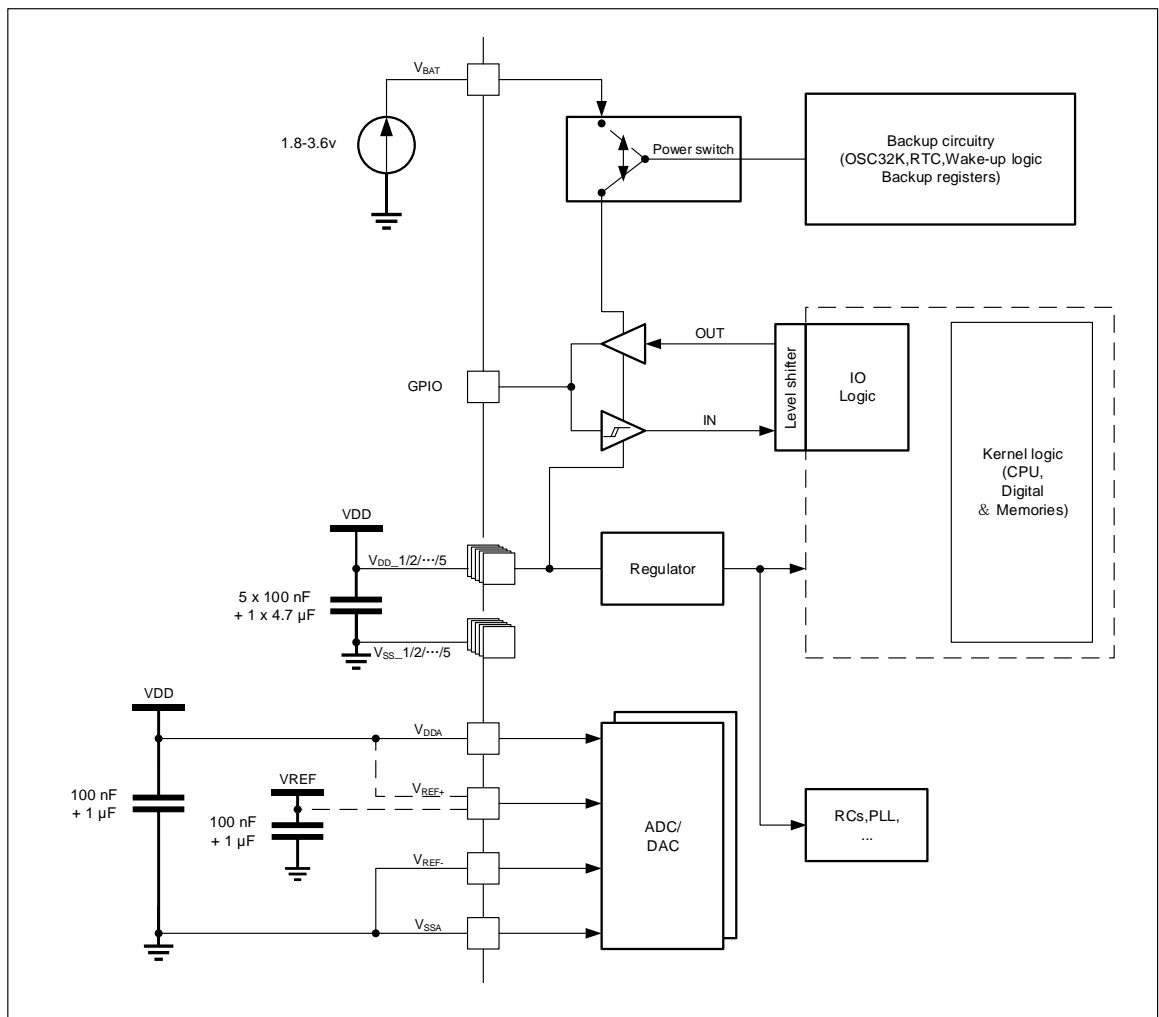 VBAT
1.8-3.6v
Power switch
Backup circuitry
(OSC32K,RTC,Wake-up logic
Backup registers)
OUT
GPIO
IN
Level shifter
IO
Logic
Kernel logic
(CPU,
Digital
& Memories)
VDD
VDD_1/2/⋯/5
5 x 100 nF
+ 1 x 4.7 µF
VSS_1/2/⋯/5
Regulator
VDD
VDDA
VREF
VREF+
100 nF
+ 1 µF
100 nF
+ 1 µF
VREF-
VSSA
ADC/
DAC
RCs,PLL,
...